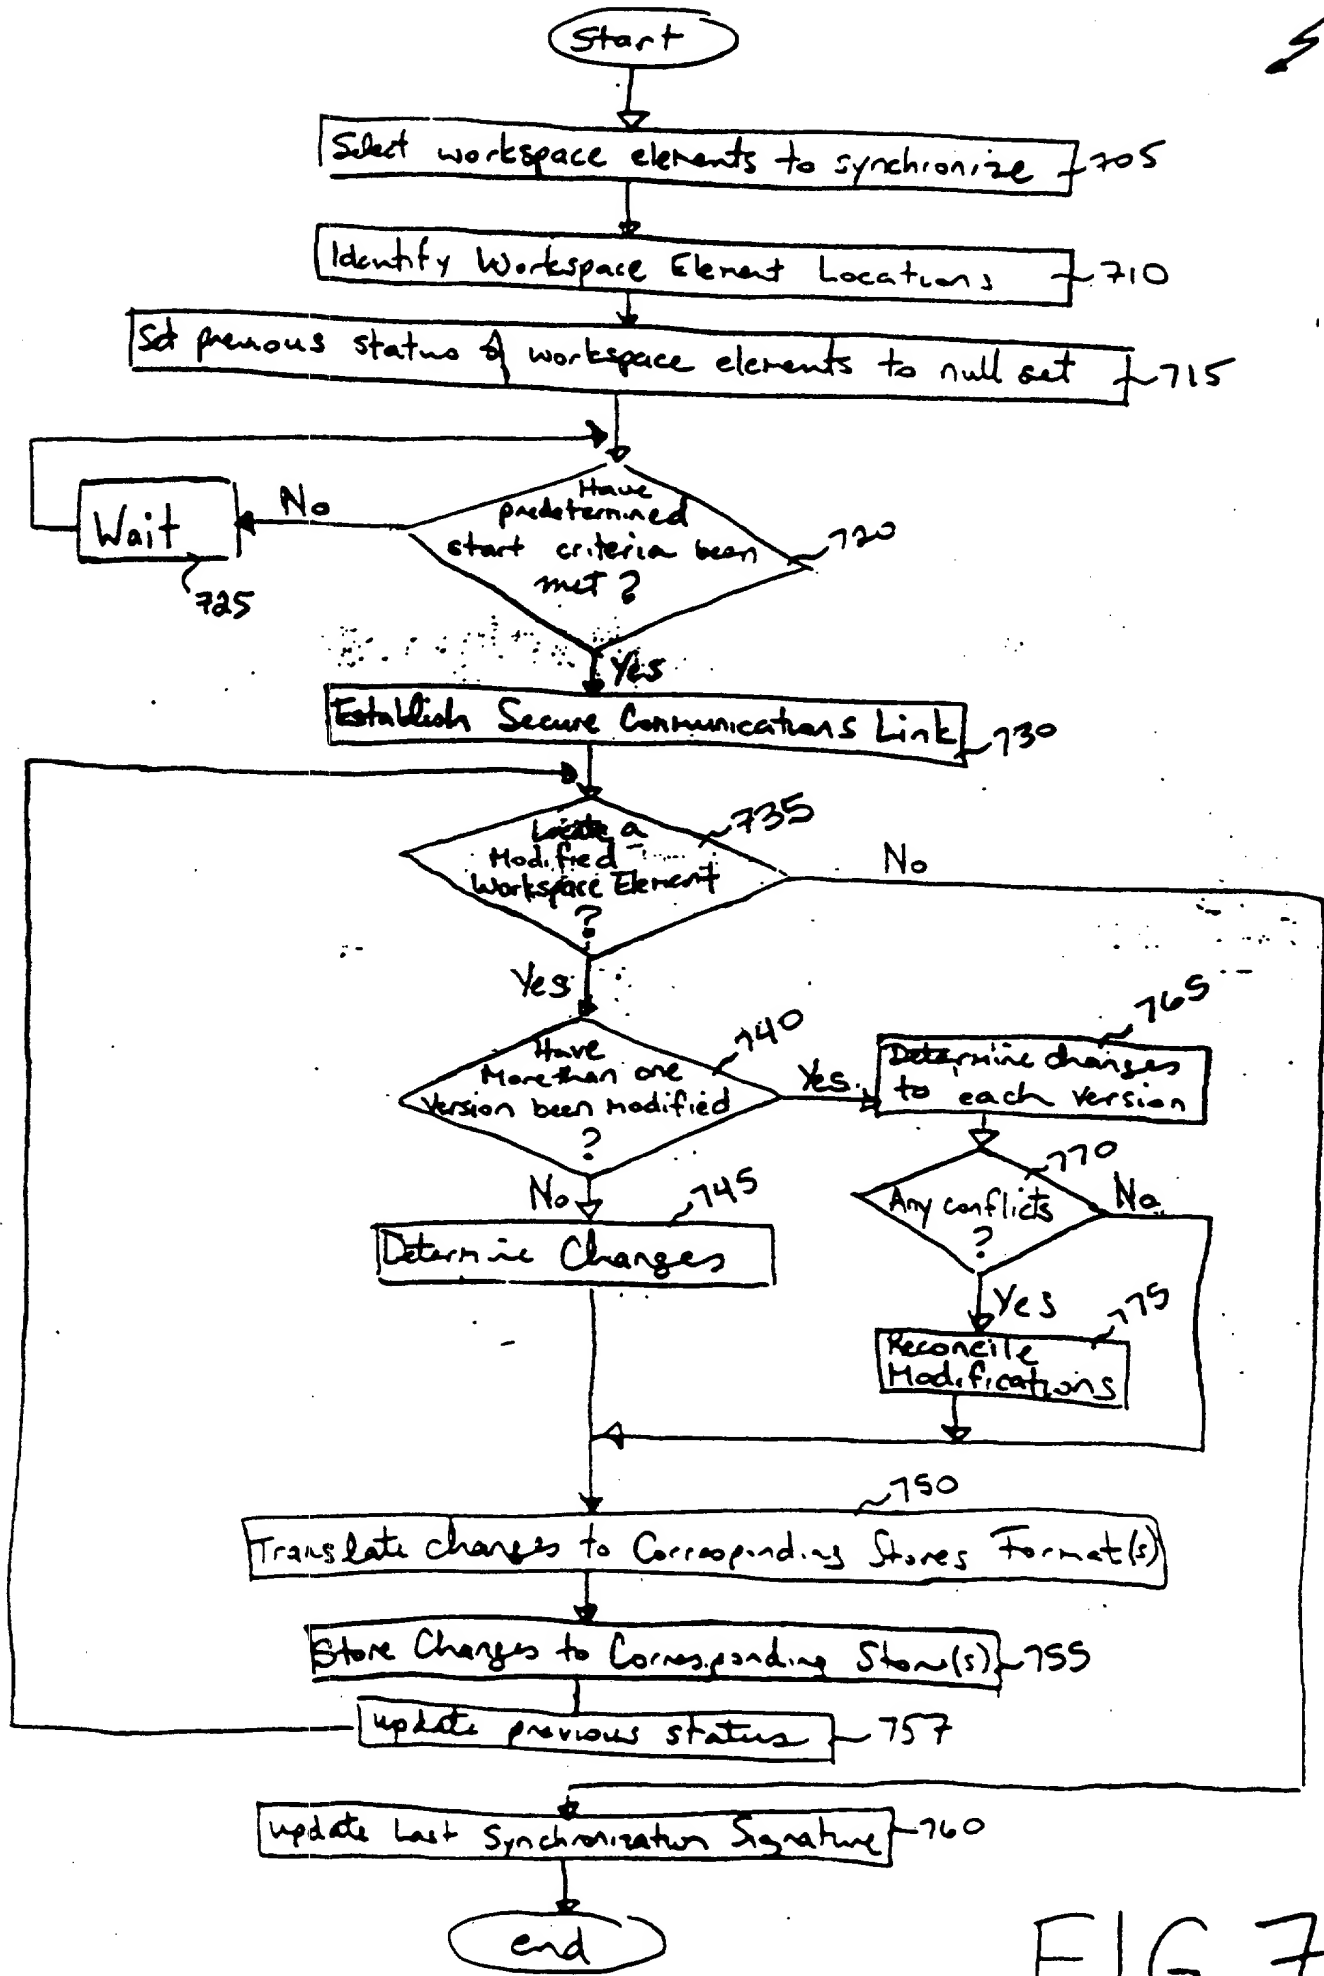 Start
Select workspace elements to synchronize 705
Identify Workspace Element Locations 710
Set previous status of workspace elements to null set 715
Have
predetermined
start criteria been
met?
720
No
Wait
725
Yes
Establish Secure Communications Link 730
Locate a
Modified
Workspace Element
?
735
No
Yes
Have
More than one
version been modified
?
740
Yes
Determine changes
to each version
765
Any conflicts
?
770
No
No
745
Determine Changes
Yes
775
Reconcile
Modifications
750
Translate changes to Corresponding Stores Format(s)
Store Changes to Corresponding Store(s) 755
update previous status 757
update Last Synchronization Signature 760
end
FIG 7